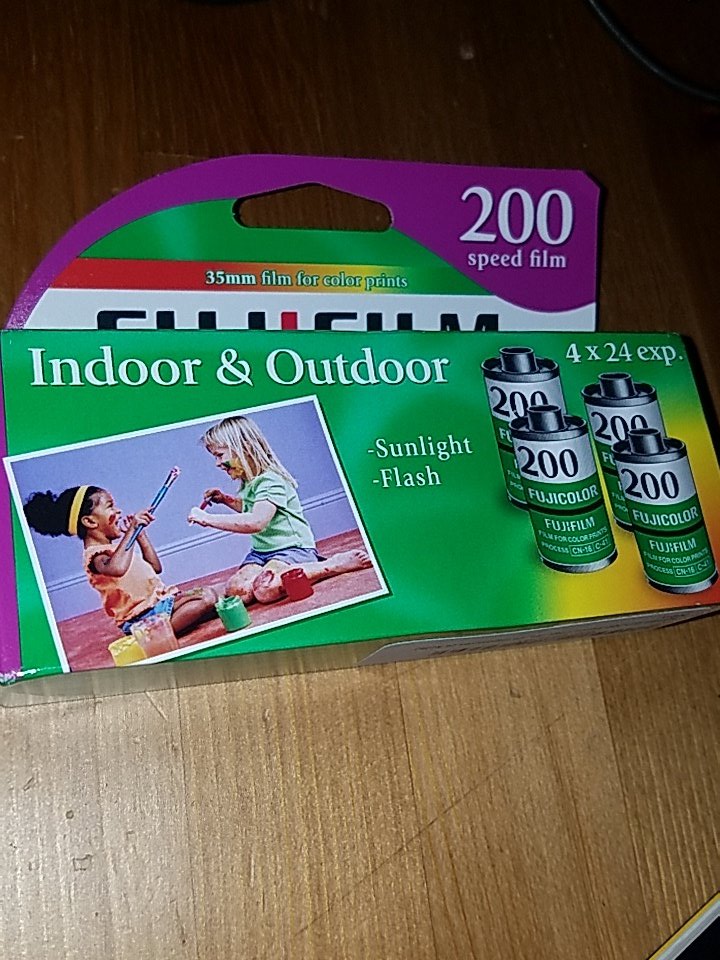 200
speed film
35mm film for color prints
FUJIFILM
Indoor & Outdoor
4 x 24 exp.
-Sunlight
-Flash
200
200
200
FUJICOLOR
FUJIFILM
FILM FOR COLOR PRINTS
PROCESS CN-16 C-41
200
FUJICOLOR
FUJIFILM
FILM FOR COLOR PRINTS
PROCESS CN-16 C-41